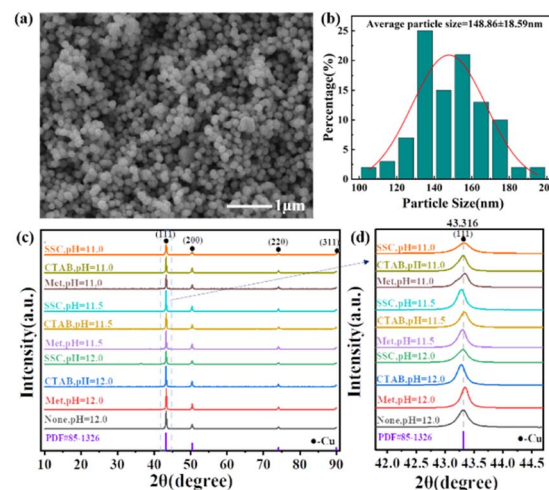 (a)
1μm
(b)
Average particle size=148.86±18.59nm
Percentage(%)
25
20
15
10
5
0
100 120 140 160 180 20
Particle Size(nm)
(c)
(111)
(200)
(220)
(311)
SSC,pH=11.0
CTAB,pH=11.0
Met,pH=11.0
SSC,pH=11.5
CTAB,pH=11.5
Met,pH=11.5
SSC,pH=12.0
CTAB,pH=12.0
Met,pH=12.0
None,pH=12.0
PDF#85-1326
●-Cu
Intensity(a.u.)
10 20 30 40 50 60 70 80 90
2θ(degree)
(d)
43.316
(111)
SSC,pH=11.0
CTAB,pH=11.0
Met,pH=11.0
SSC,pH=11.5
CTAB,pH=11.5
Met,pH=11.5
SSC,pH=12.0
CTAB,pH=12.0
Met,pH=12.0
None,pH=12.0
PDF#85-1326
●-Cu
Intensity(a.u.)
42.0 42.5 43.0 43.5 44.0 44.5
2θ(degree)